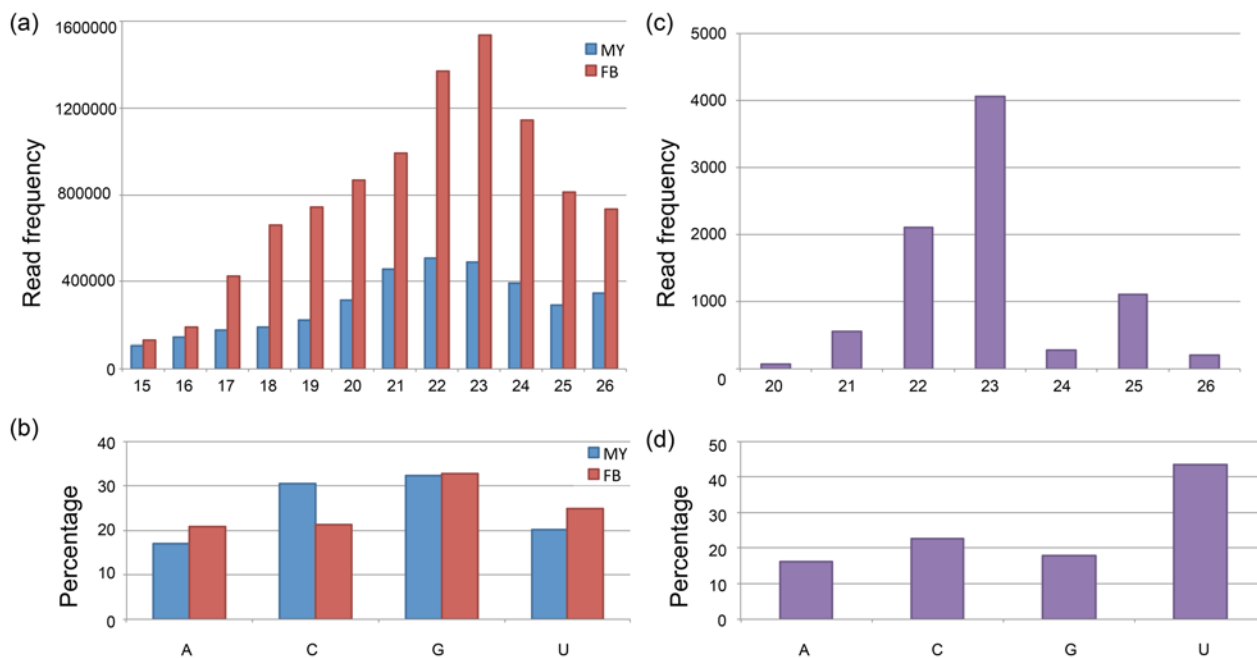 (a)
Read frequency
1600000
1200000
800000
400000
0
MY
FB
15 16 17 18 19 20 21 22 23 24 25 26
(c)
Read frequency
5000
4000
3000
2000
1000
0
20 21 22 23 24 25 26
(b)
Percentage
40
30
20
10
0
MY
FB
A C G U
(d)
Percentage
50
40
30
20
10
0
A C G U